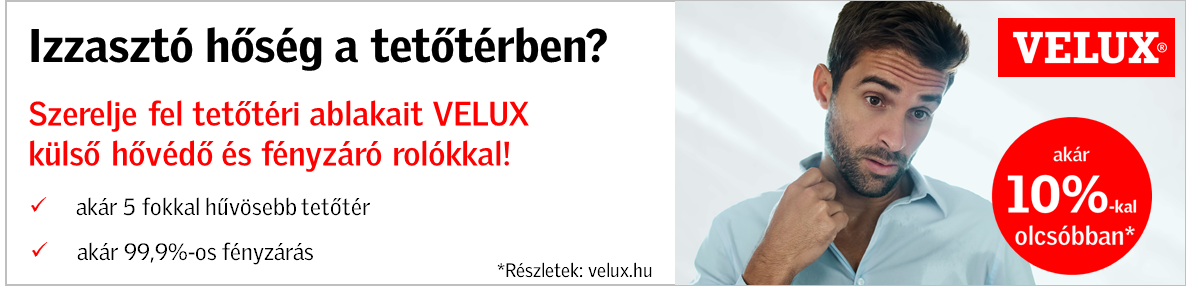 Izzasztó hőség a tetőtérben?
Szerelje fel tetőtéri ablakait VELUX
külső hővédő és fényzáró rolókkal!
✓ akár 5 fokkal hűvösebb tetőtér
✓ akár 99,9%-os fényzárás
*Részletek: velux.hu
VELUX®
akár
10%-kal
olcsóbban*